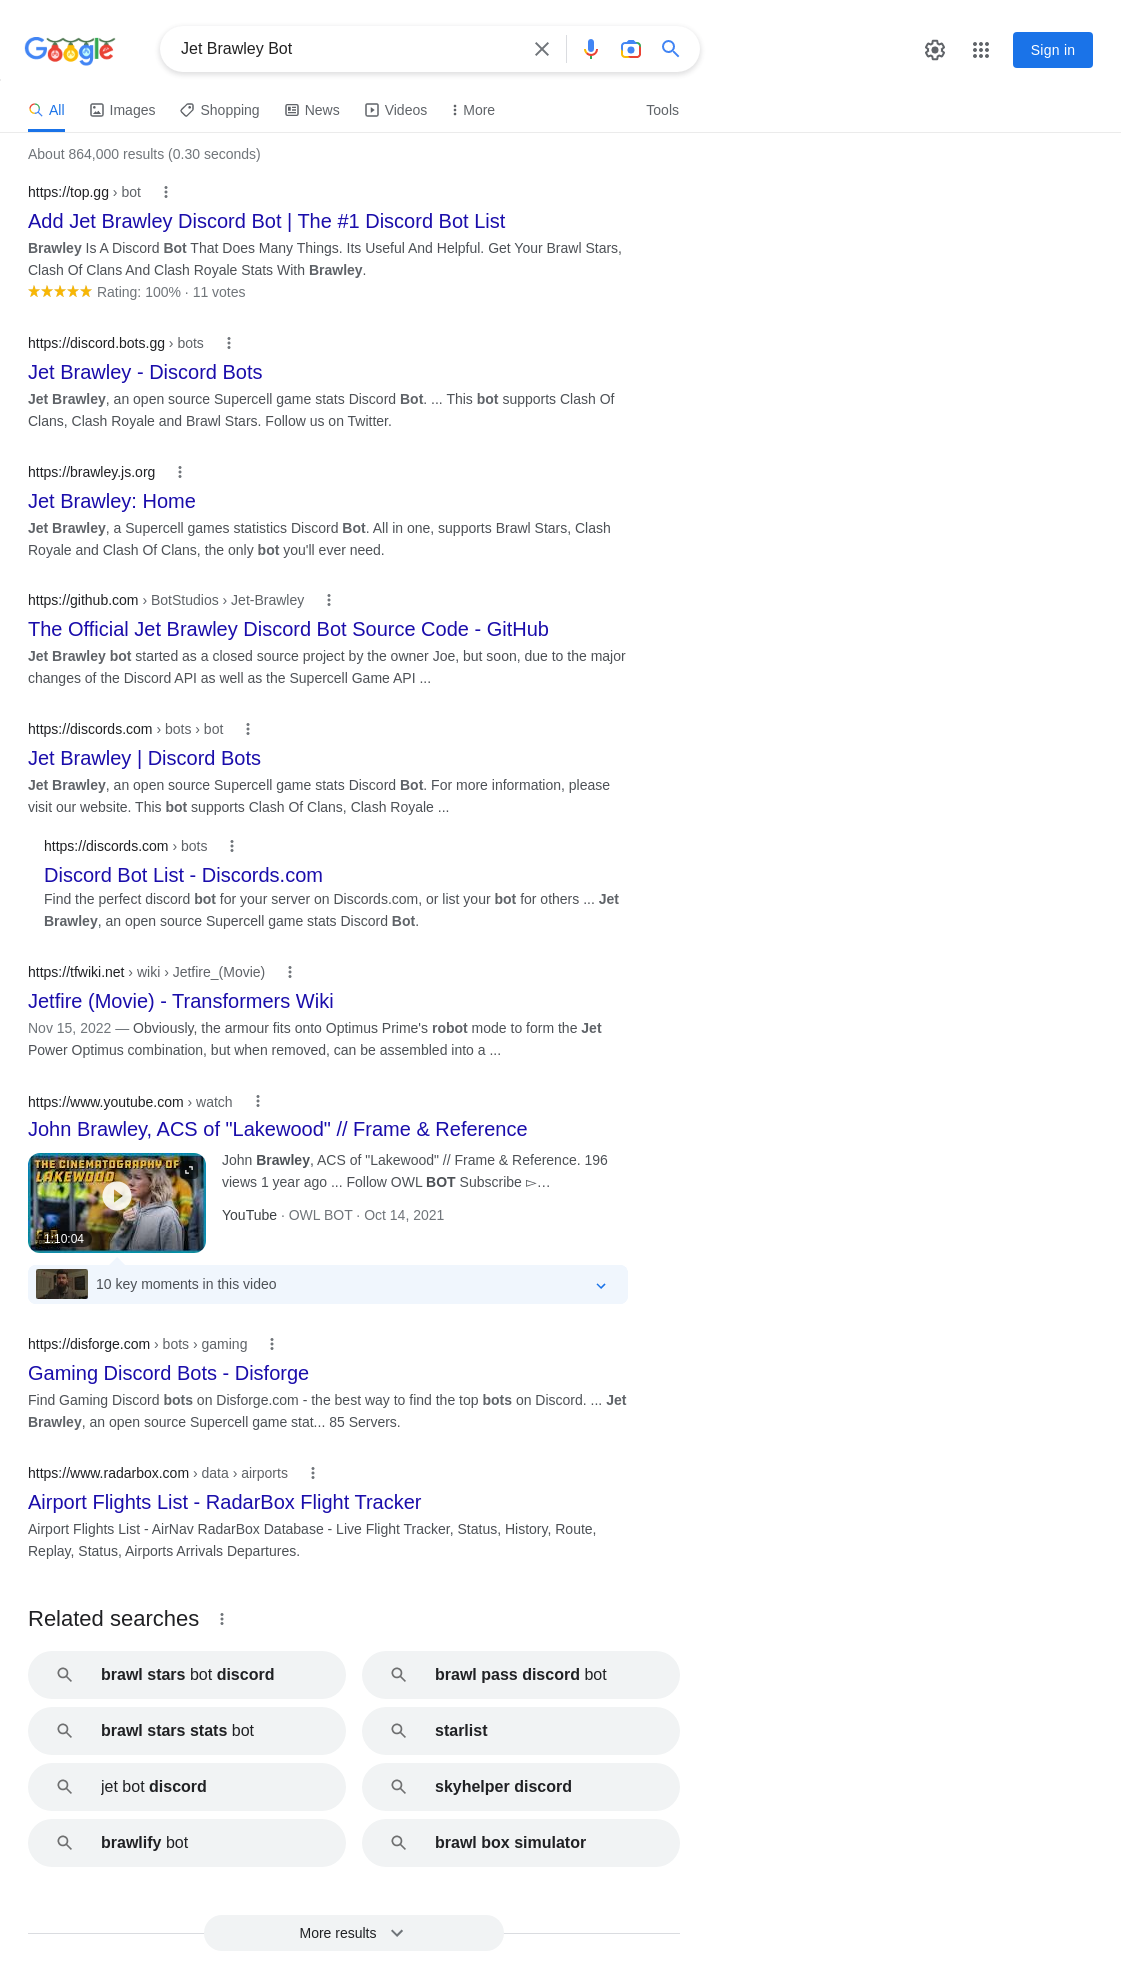 Google
Jet Brawley Bot
Sign in
All Images Shopping News Videos More Tools
About 864,000 results (0.30 seconds)
https://top.gg › bot
Add Jet Brawley Discord Bot | The #1 Discord Bot List
Brawley Is A Discord Bot That Does Many Things. Its Useful And Helpful. Get Your Brawl Stars,
Clash Of Clans And Clash Royale Stats With Brawley.
Rating: 100% · 11 votes
https://discord.bots.gg › bots
Jet Brawley - Discord Bots
Jet Brawley, an open source Supercell game stats Discord Bot. ... This bot supports Clash Of
Clans, Clash Royale and Brawl Stars. Follow us on Twitter.
https://brawley.js.org
Jet Brawley: Home
Jet Brawley, a Supercell games statistics Discord Bot. All in one, supports Brawl Stars, Clash
Royale and Clash Of Clans, the only bot you'll ever need.
https://github.com › BotStudios › Jet-Brawley
The Official Jet Brawley Discord Bot Source Code - GitHub
Jet Brawley bot started as a closed source project by the owner Joe, but soon, due to the major
changes of the Discord API as well as the Supercell Game API ...
https://discords.com › bots › bot
Jet Brawley | Discord Bots
Jet Brawley, an open source Supercell game stats Discord Bot. For more information, please
visit our website. This bot supports Clash Of Clans, Clash Royale ...
https://discords.com › bots
Discord Bot List - Discords.com
Find the perfect discord bot for your server on Discords.com, or list your bot for others ... Jet
Brawley, an open source Supercell game stats Discord Bot.
https://tfwiki.net › wiki › Jetfire_(Movie)
Jetfire (Movie) - Transformers Wiki
Nov 15, 2022 — Obviously, the armour fits onto Optimus Prime's robot mode to form the Jet
Power Optimus combination, but when removed, can be assembled into a ...
https://www.youtube.com › watch
John Brawley, ACS of "Lakewood" // Frame & Reference
THE CINEMATOGRAPHY OF
LAKEWOOD
1:10:04
John Brawley, ACS of "Lakewood" // Frame & Reference. 196
views 1 year ago ... Follow OWL BOT Subscribe ▻…
YouTube · OWL BOT · Oct 14, 2021
10 key moments in this video
https://disforge.com › bots › gaming
Gaming Discord Bots - Disforge
Find Gaming Discord bots on Disforge.com - the best way to find the top bots on Discord. ... Jet
Brawley, an open source Supercell game stat... 85 Servers.
https://www.radarbox.com › data › airports
Airport Flights List - RadarBox Flight Tracker
Airport Flights List - AirNav RadarBox Database - Live Flight Tracker, Status, History, Route,
Replay, Status, Airports Arrivals Departures.
Related searches
brawl stars bot discord
brawl pass discord bot
brawl stars stats bot
starlist
jet bot discord
skyhelper discord
brawlify bot
brawl box simulator
More results